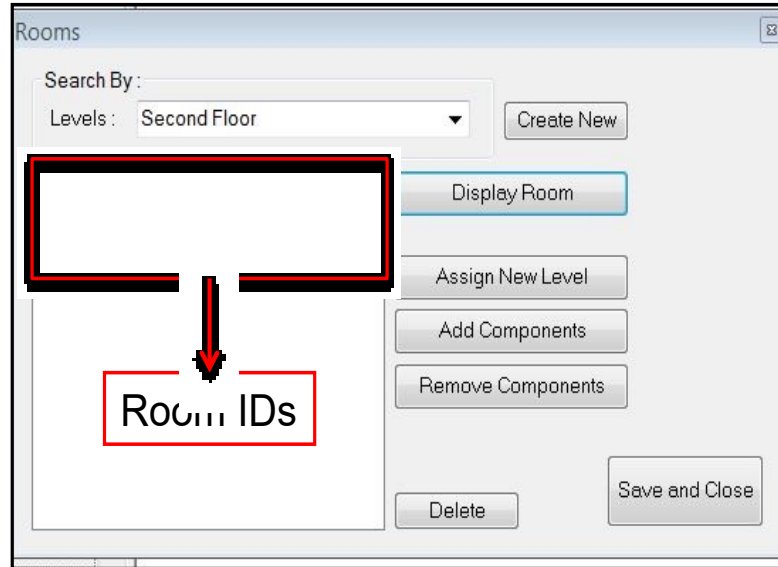 Rooms
Search By :
Levels : Second Floor
Create New
Display Room
Assign New Level
Add Components
Remove Components
Room IDs
Delete
Save and Close